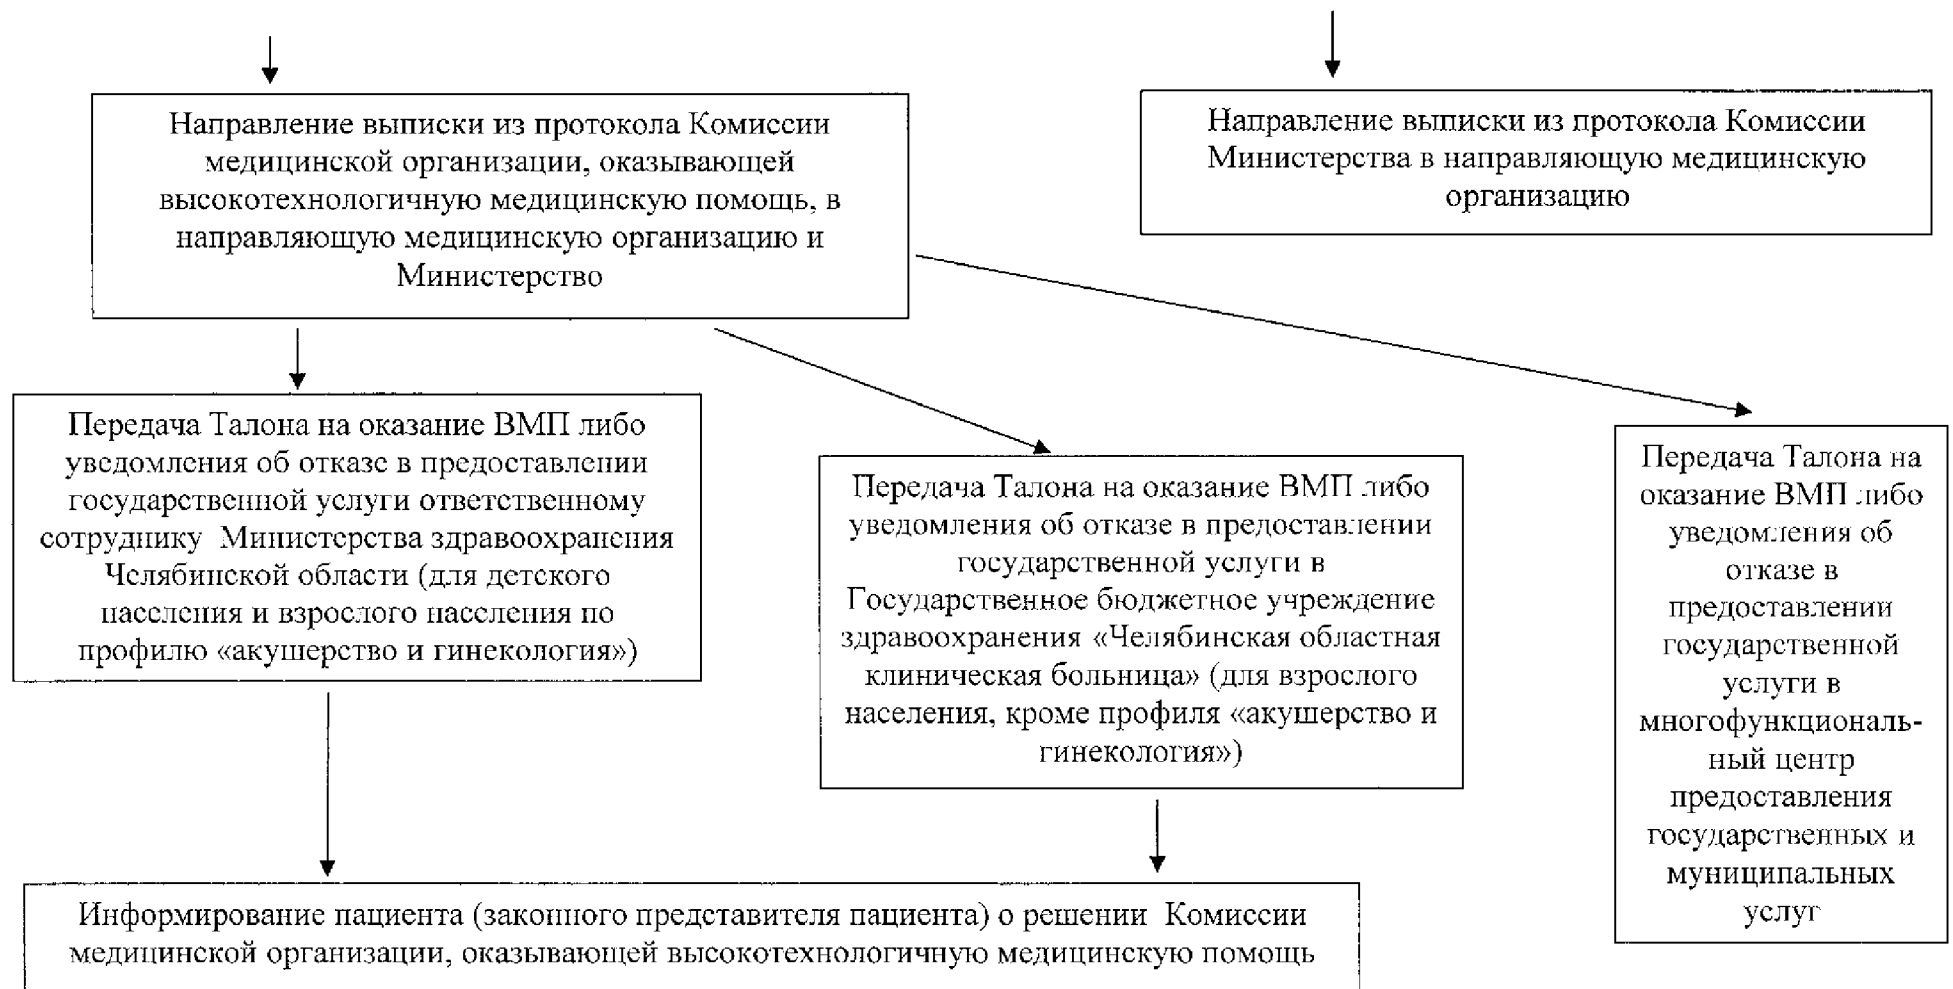 Направление выписки из протокола Комиссии
медицинской организации, оказывающей
высокотехнологичную медицинскую помощь, в
направляющую медицинскую организацию и
Министерство
Направление выписки из протокола Комиссии
Министерства в направляющую медицинскую
организацию
Передача Талона на оказание ВМП либо
уведомления об отказе в предоставлении
государственной услуги ответственному
сотруднику Министерства здравоохранения
Челябинской области (для детского
населения и взрослого населения по
профилю «акушерство и гинекология»)
Передача Талона на оказание ВМП либо
уведомления об отказе в предоставлении
государственной услуги в
Государственное бюджетное учреждение
здравоохранения «Челябинская областная
клиническая больница» (для взрослого
населения, кроме профиля «акушерство и
гинекология»)
Передача Талона на
оказание ВМП либо
уведомления об
отказе в
предоставлении
государственной
услуги в
многофункциональ-
ный центр
предоставления
государственных и
муниципальных
услуг
Информирование пациента (законного представителя пациента) о решении Комиссии
медицинской организации, оказывающей высокотехнологичную медицинскую помощь